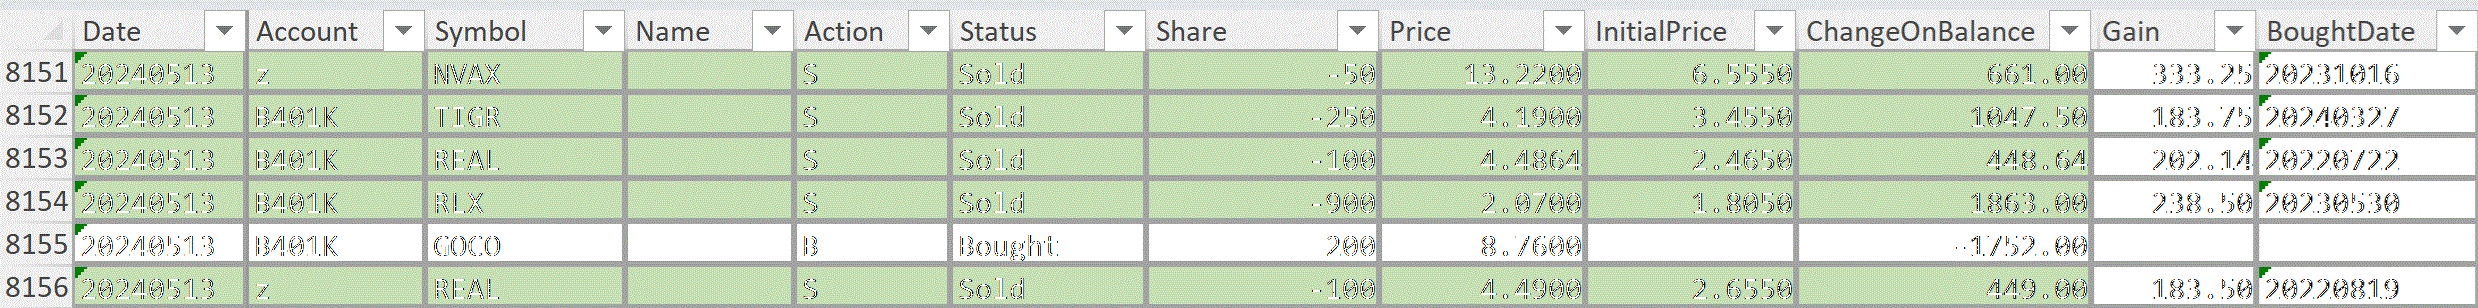 Date Account Symbol Name Action Status Share Price InitialPrice ChangeOnBalance Gain BoughtDate
8151 20240513 z NVAX S Sold -50 13.2200 6.5550 661.00 333.25 20231016
8152 20240513 B401K TIGR S Sold -250 4.1900 3.4550 1047.50 183.75 20240327
8153 20240513 B401K REAL S Sold -100 4.4864 2.4650 448.64 202.14 20220722
8154 20240513 B401K RLX S Sold -900 2.0700 1.8050 1863.00 238.50 20230530
8155 20240513 B401K GOCO B Bought 200 8.7600 -1752.00
8156 20240513 z REAL S Sold -100 4.4900 2.6550 449.00 183.50 20220819